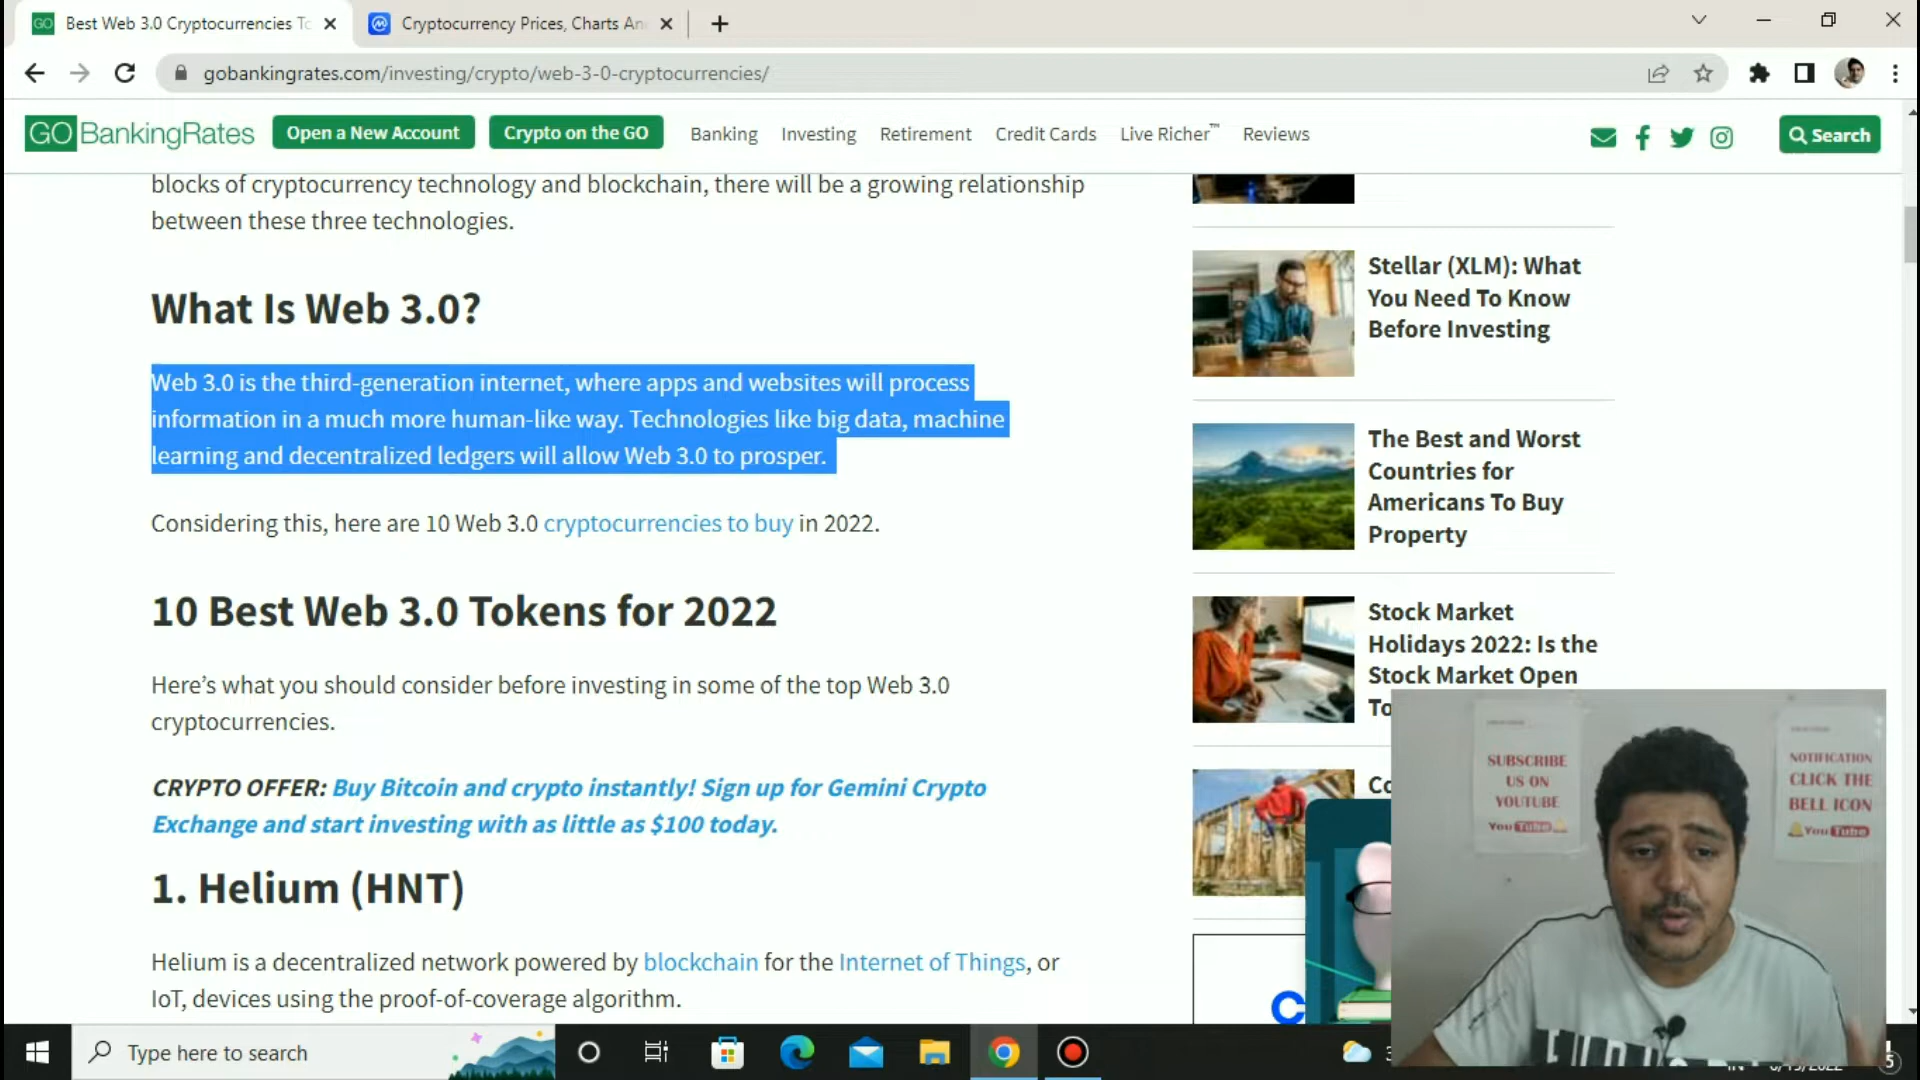 Best Web 3.0 Cryptocurrencies To
Cryptocurrency Prices, Charts An
gobankingrates.com/investing/crypto/web-3-0-cryptocurrencies/
GOBankingRates
Open a New Account
Crypto on the GO
Banking
Investing
Retirement
Credit Cards
Live Richer™
Reviews
Search
blocks of cryptocurrency technology and blockchain, there will be a growing relationship
between these three technologies.
What Is Web 3.0?
Web 3.0 is the third-generation internet, where apps and websites will process
information in a much more human-like way. Technologies like big data, machine
learning and decentralized ledgers will allow Web 3.0 to prosper.
Considering this, here are 10 Web 3.0 cryptocurrencies to buy in 2022.
10 Best Web 3.0 Tokens for 2022
Here’s what you should consider before investing in some of the top Web 3.0
cryptocurrencies.
CRYPTO OFFER: Buy Bitcoin and crypto instantly! Sign up for Gemini Crypto
Exchange and start investing with as little as $100 today.
1. Helium (HNT)
Helium is a decentralized network powered by blockchain for the Internet of Things, or
IoT, devices using the proof-of-coverage algorithm.
Stellar (XLM): What
You Need To Know
Before Investing
The Best and Worst
Countries for
Americans To Buy
Property
Stock Market
Holidays 2022: Is the
Stock Market Open
To
Co
SUBSCRIBE
US ON
YOUTUBE
YouTube
NOTIFICATION
CLICK THE
BELL ICON
YouTube
Type here to search